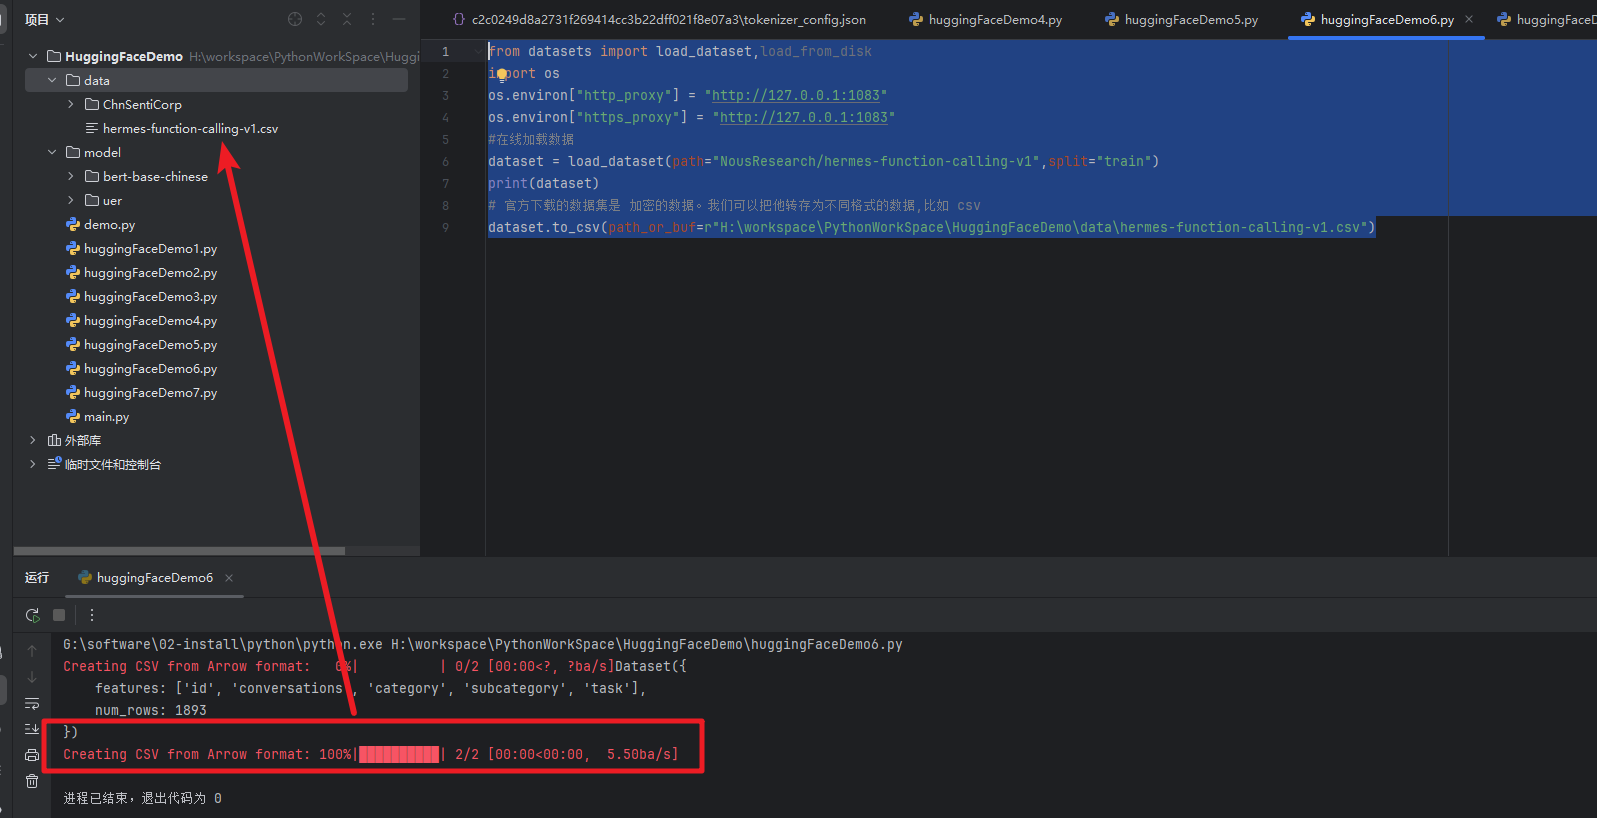 项目
c2c0249d8a2731f269414cc3b22dff021f8e07a3\tokenizer_config.json
huggingFaceDemo4.py
huggingFaceDemo5.py
huggingFaceDemo6.py
HuggingFaceDemo H:\workspace\PythonWorkSpace\Huggi
data
ChnSentiCorp
hermes-function-calling-v1.csv
model
bert-base-chinese
uer
demo.py
huggingFaceDemo1.py
huggingFaceDemo2.py
huggingFaceDemo3.py
huggingFaceDemo4.py
huggingFaceDemo5.py
huggingFaceDemo6.py
huggingFaceDemo7.py
main.py
外部库
临时文件和控制台
1 from datasets import load_dataset,load_from_disk
2 import os
3 os.environ["http_proxy"] = "http://127.0.0.1:1083"
4 os.environ["https_proxy"] = "http://127.0.0.1:1083"
5 #在线加载数据
6 dataset = load_dataset(path="NousResearch/hermes-function-calling-v1",split="train")
7 print(dataset)
8 # 官方下载的数据集是 加密的数据。我们可以把他转存为不同格式的数据,比如 csv
9 dataset.to_csv(path_or_buf=r"H:\workspace\PythonWorkSpace\HuggingFaceDemo\data\hermes-function-calling-v1.csv")
运行
huggingFaceDemo6
G:\software\02-install\python\python.exe H:\workspace\PythonWorkSpace\HuggingFaceDemo\huggingFaceDemo6.py
Creating CSV from Arrow format: 0%| | 0/2 [00:00<?, ?ba/s]Dataset({
features: ['id', 'conversations', 'category', 'subcategory', 'task'],
num_rows: 1893
})
Creating CSV from Arrow format: 100%|██████████| 2/2 [00:00<00:00, 5.50ba/s]
进程已结束，退出代码为 0